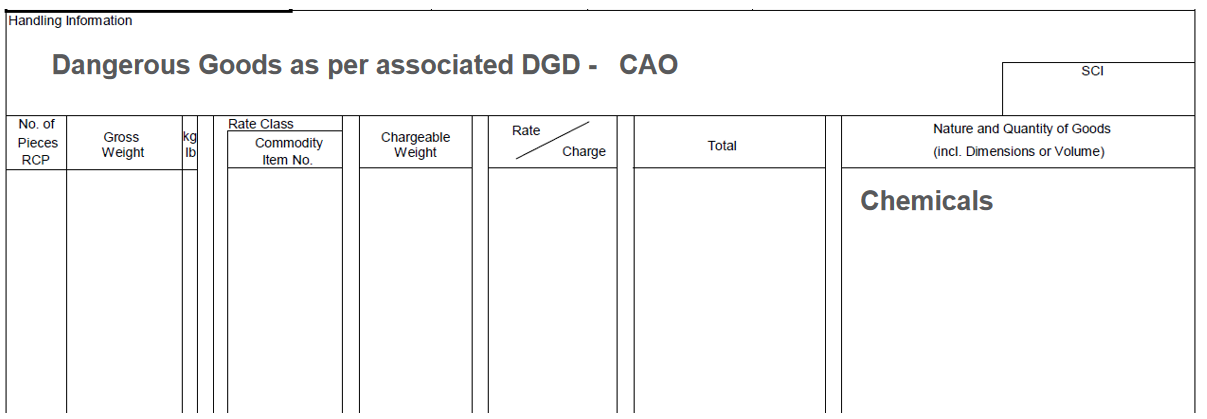 Handling Information
Dangerous Goods as per associated DGD - CAO
SCI
No. of
Pieces
RCP
Gross
Weight
kg
lb
Rate Class
Commodity
Item No.
Chargeable
Weight
Rate
Charge
Total
Nature and Quantity of Goods
(incl. Dimensions or Volume)
Chemicals